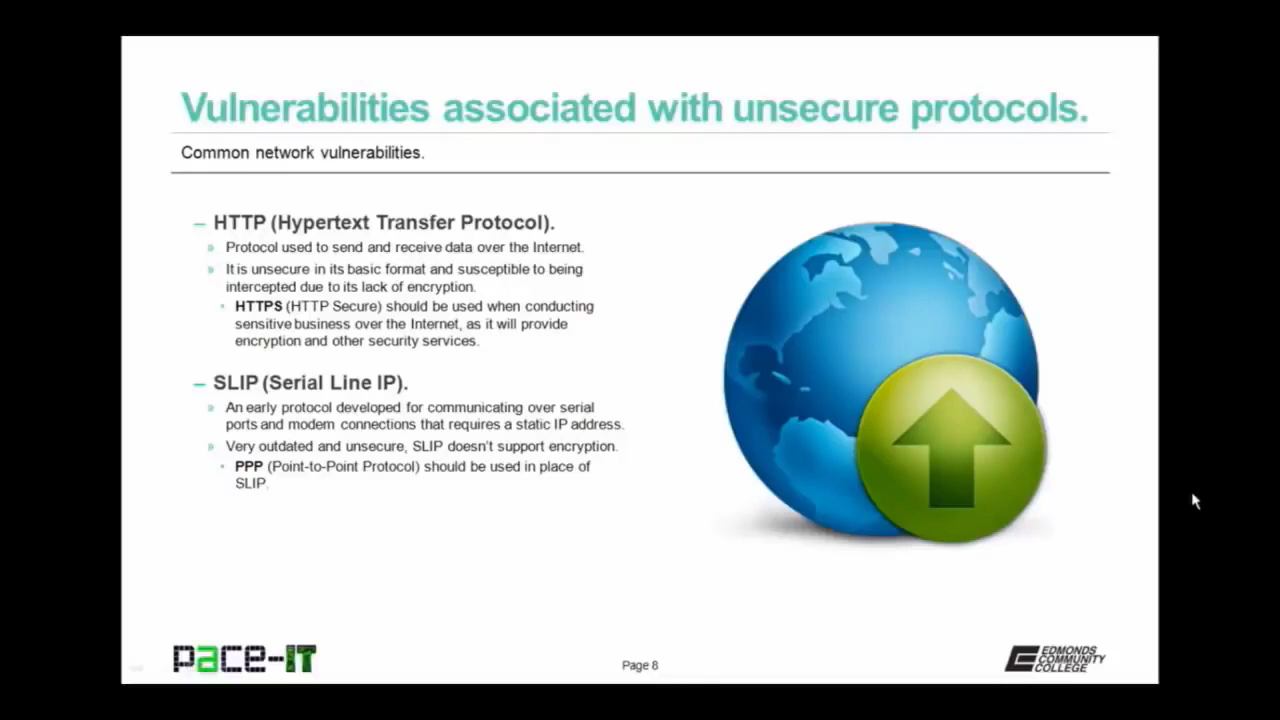 Vulnerabilities associated with unsecure protocols.
Common network vulnerabilities.
– HTTP (Hypertext Transfer Protocol).
» Protocol used to send and receive data over the Internet.
» It is unsecure in its basic format and susceptible to being
intercepted due to its lack of encryption.
• HTTPS (HTTP Secure) should be used when conducting
sensitive business over the Internet, as it will provide
encryption and other security services.
– SLIP (Serial Line IP).
» An early protocol developed for communicating over serial
ports and modem connections that requires a static IP address.
» Very outdated and unsecure, SLIP doesn't support encryption.
• PPP (Point-to-Point Protocol) should be used in place of
SLIP.
pace-IT
Page 8
EDMONDS
COMMUNITY
COLLEGE